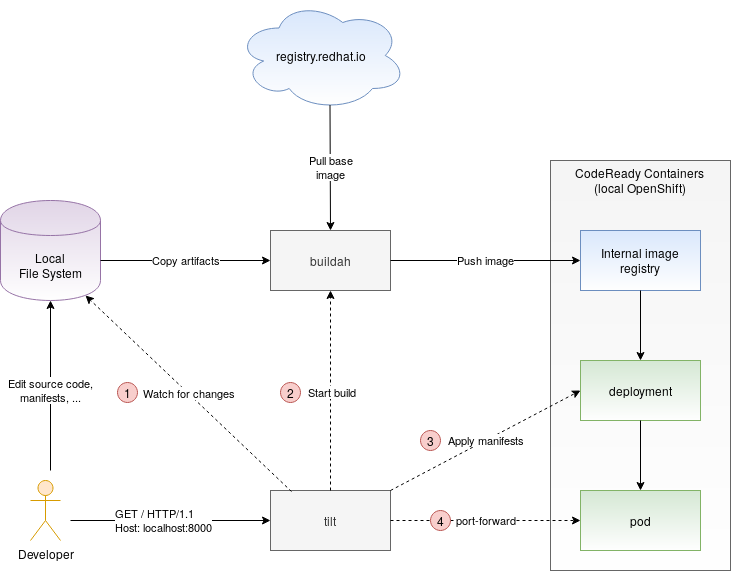 registry.redhat.io
Pull base
image
CodeReady Containers
(local OpenShift)
Local
File System
Copy artifacts
buildah
Push image
Internal image
registry
Edit source code,
manifests, ...
1
Watch for changes
2
Start build
deployment
3
Apply manifests
GET / HTTP/1.1
Host: localhost:8000
tilt
4
port-forward
pod
Developer